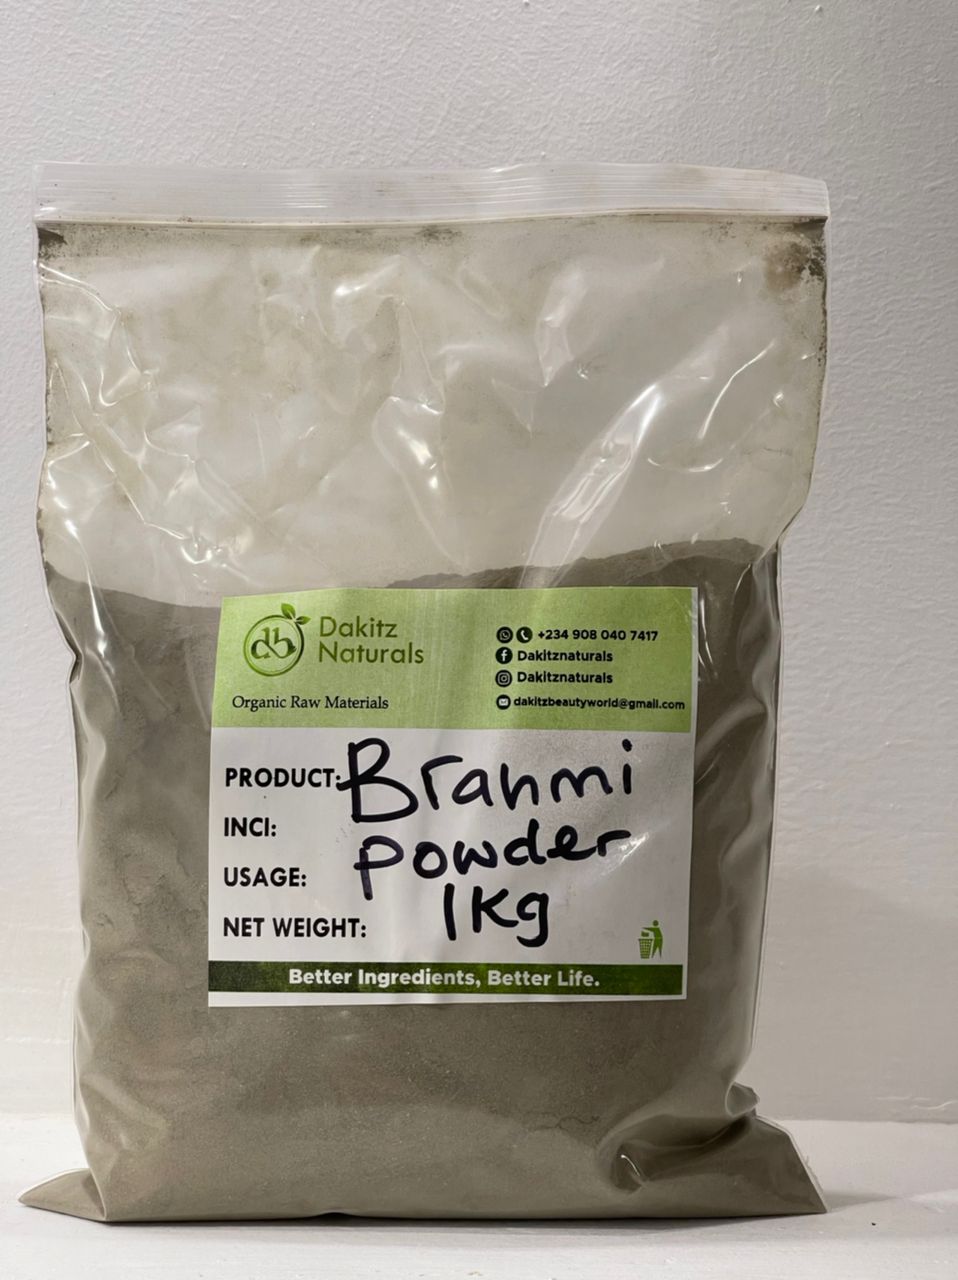 db
Dakitz
Naturals
Organic Raw Materials
+234 908 040 7417
Dakitznaturals
Dakitznaturals
dakitzbeautyworld@gmail.com
PRODUCT: Brahmi
INCI: powder
USAGE:
NET WEIGHT: 1Kg
Better Ingredients, Better Life.